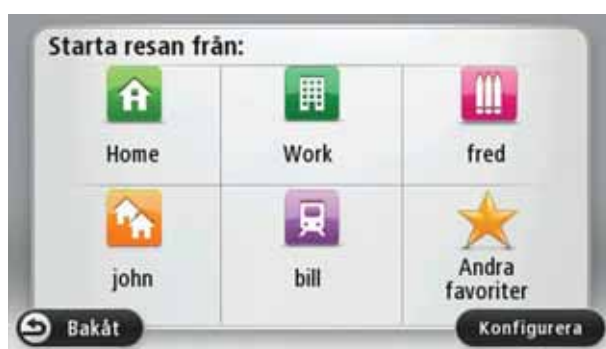 Starta resan från:
Home
Work
fred
john
bill
Andra
favoriter
Bakåt
Konfigurera